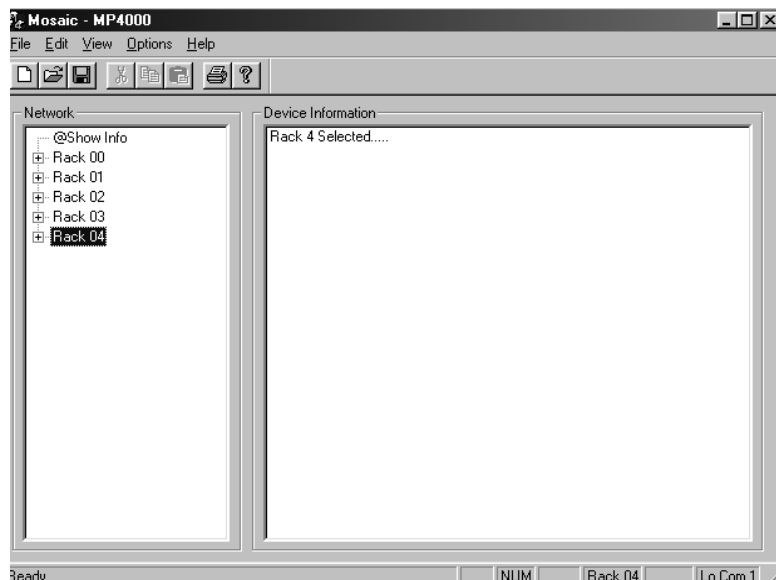 Mosaic - MP4000
File Edit View Options Help
Network
@Show Info
Rack 00
Rack 01
Rack 02
Rack 03
Rack 04
Device Information
Rack 4 Selected.....
Ready NUM Rack 04 Lo Com 1